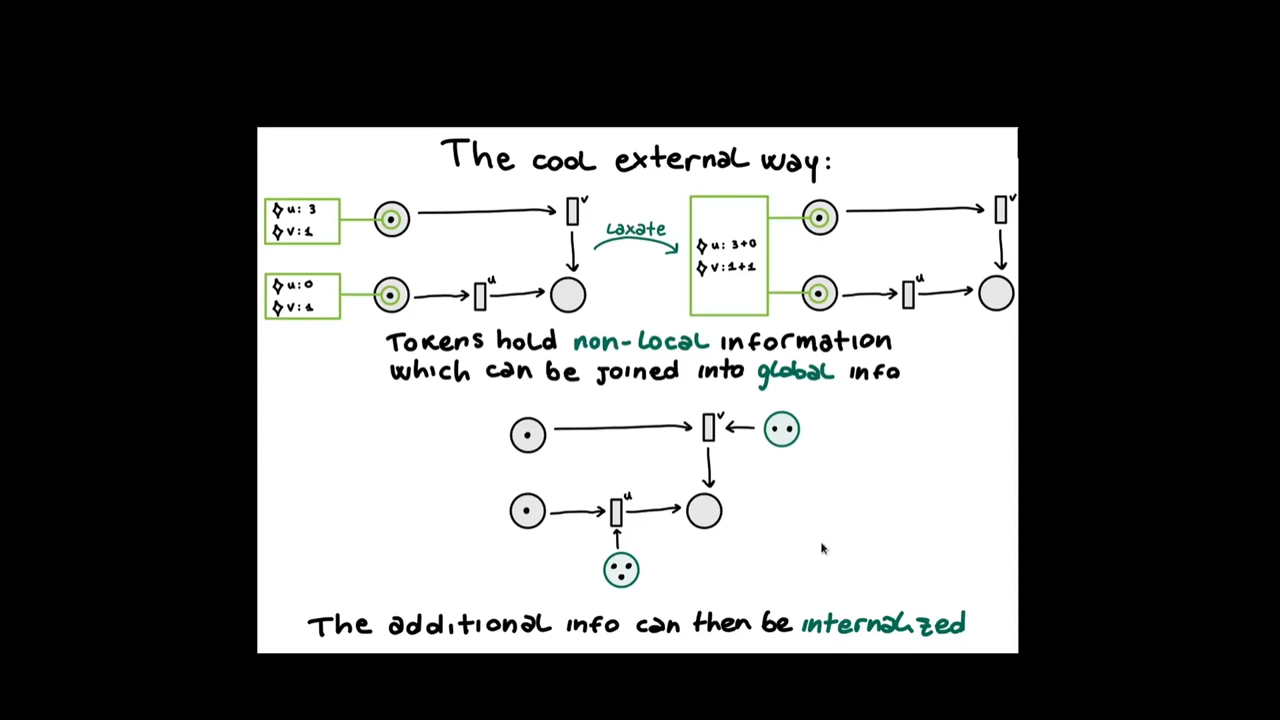 The cool external way:
u: 3
v: 1
v
Laxate
u: 3+0
v: 1+1
v
u: 0
v: 1
u
u
Tokens hold non-local information
which can be joined into global info
v
u
The additional info can then be internalized